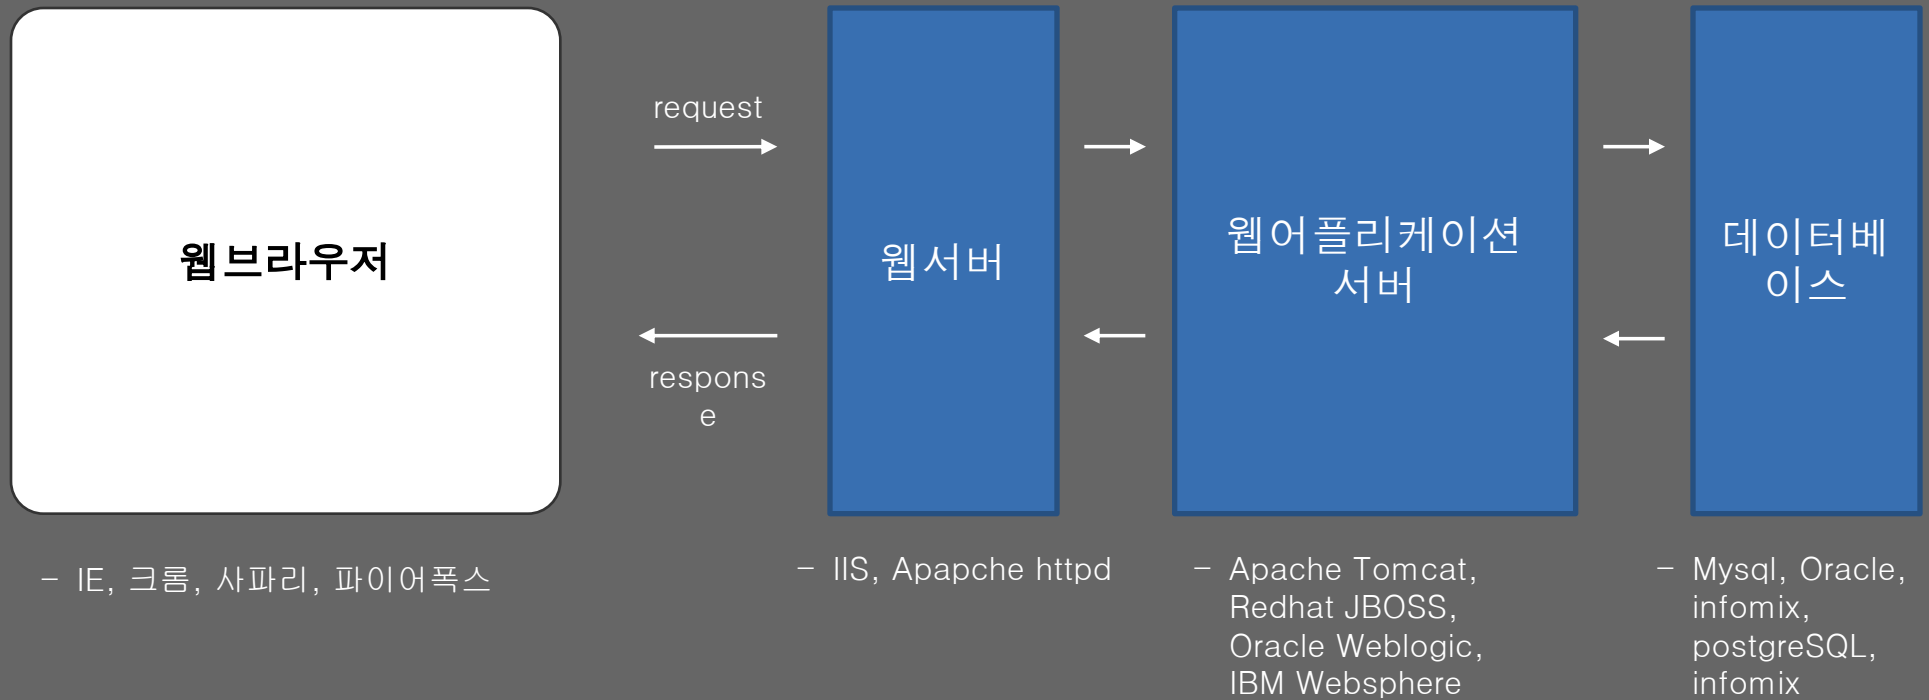 웹브라우저
request
respons
e
웹서버
웹어플리케이션
서버
데이터베
이스
- IE, 크롬, 사파리, 파이어폭스
- IIS, Apapche httpd
- Apache Tomcat,
Redhat JBOSS,
Oracle Weblogic,
IBM Websphere
- Mysql, Oracle,
infomix,
postgreSQL,
infomix